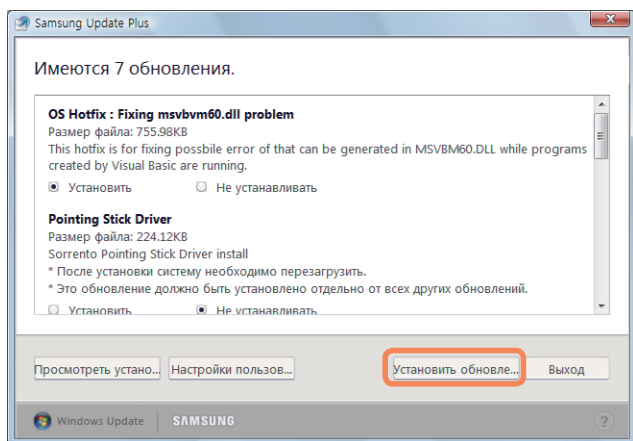 Samsung Update Plus
Имеются 7 обновления.
OS Hotfix : Fixing msvbvm60.dll problem
Размер файла: 755.98KB
This hotfix is for fixing possbile error of that can be generated in MSVBM60.DLL while programs
created by Visual Basic are running.
Установить Не устанавливать
Pointing Stick Driver
Размер файла: 224.12KB
Sorrento Pointing Stick Driver install
* После установки систему необходимо перезагрузить.
* Это обновление должно быть установлено отдельно от всех других обновлений.
Установить Не устанавливать
Просмотреть устано... Настройки пользов... Установить обновле... Выход
Windows Update SAMSUNG ?